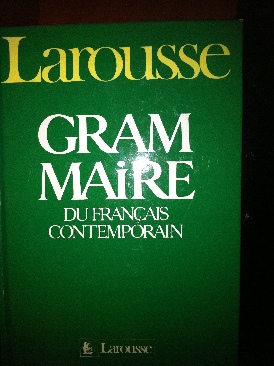 Larousse
GRAM
MAiRE
DU FRANÇAIS
CONTEMPORAIN
Larousse